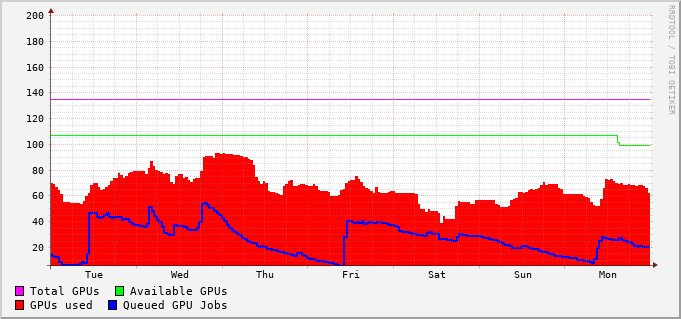 200
180
160
140
120
100
80
60
40
20
Tue Wed Thu Fri Sat Sun Mon
Total GPUs Available GPUs
GPUs used Queued GPU Jobs
RRDTOOL / TOBI OETIKER